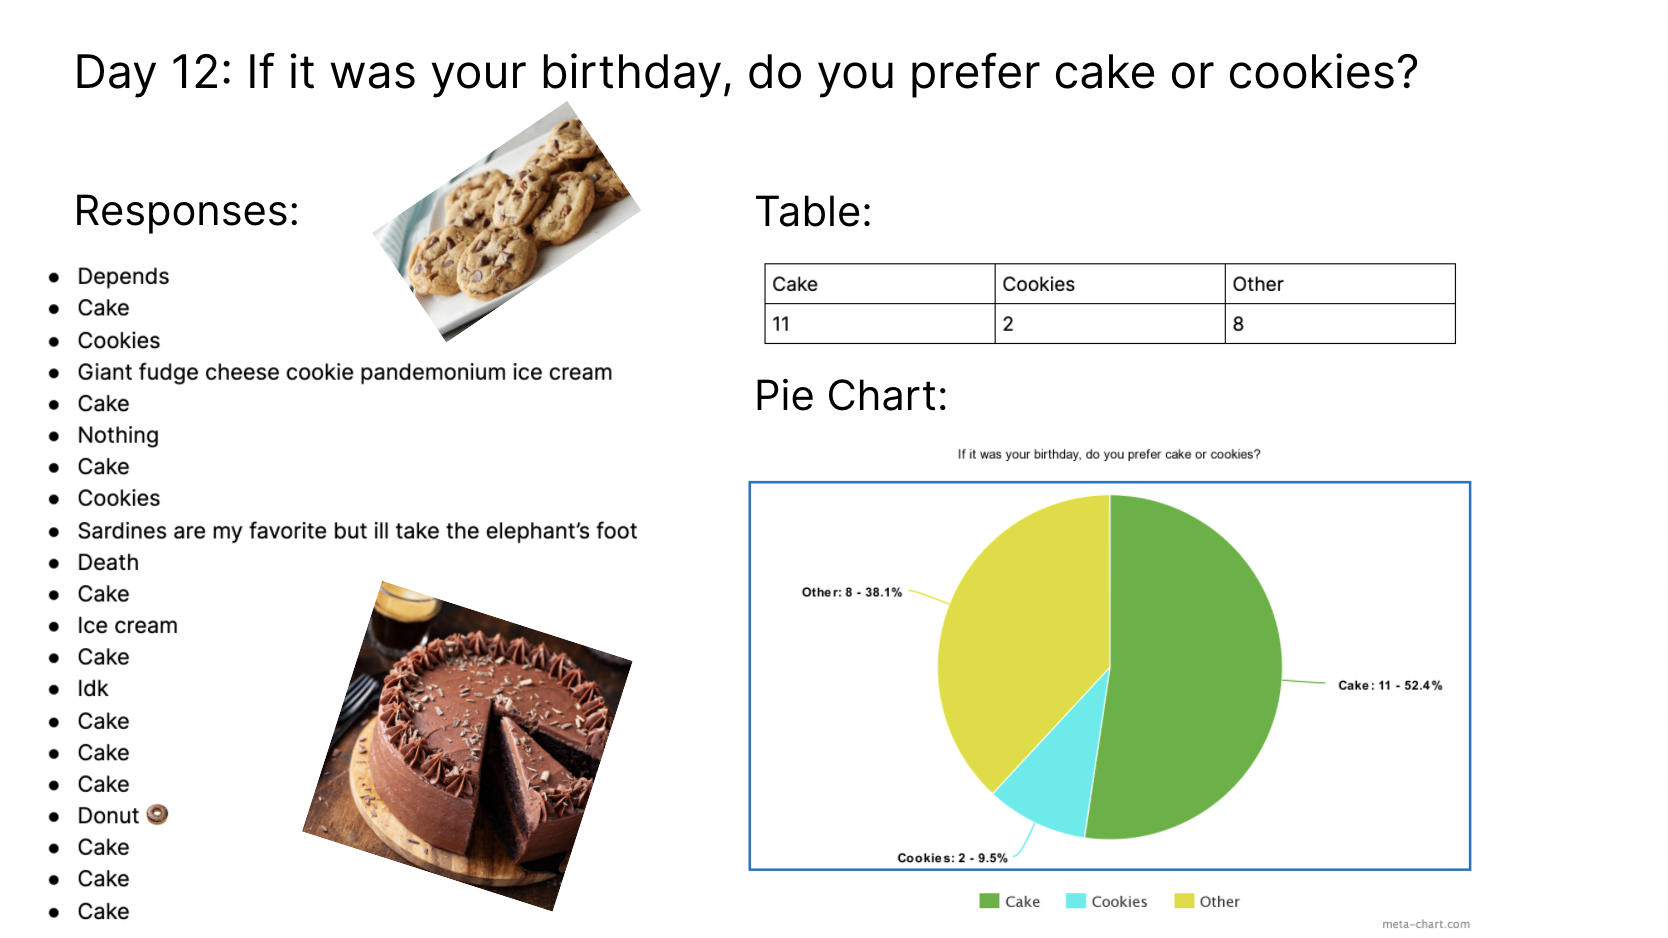 Day 12: If it was your birthday, do you prefer cake or cookies?
Responses:
● Depends
● Cake
● Cookies
● Giant fudge cheese cookie pandemonium ice cream
● Cake
● Nothing
● Cake
● Cookies
● Sardines are my favorite but ill take the elephant’s foot
● Death
● Cake
● Ice cream
● Cake
● Idk
● Cake
● Cake
● Cake
● Donut 🍩
● Cake
● Cake
● Cake
Table:
Cake Cookies Other
11 2 8
Pie Chart:
If it was your birthday, do you prefer cake or cookies?
Other: 8 - 38.1%
Cake: 11 - 52.4%
Cookies: 2 - 9.5%
Cake Cookies Other
meta-chart.com